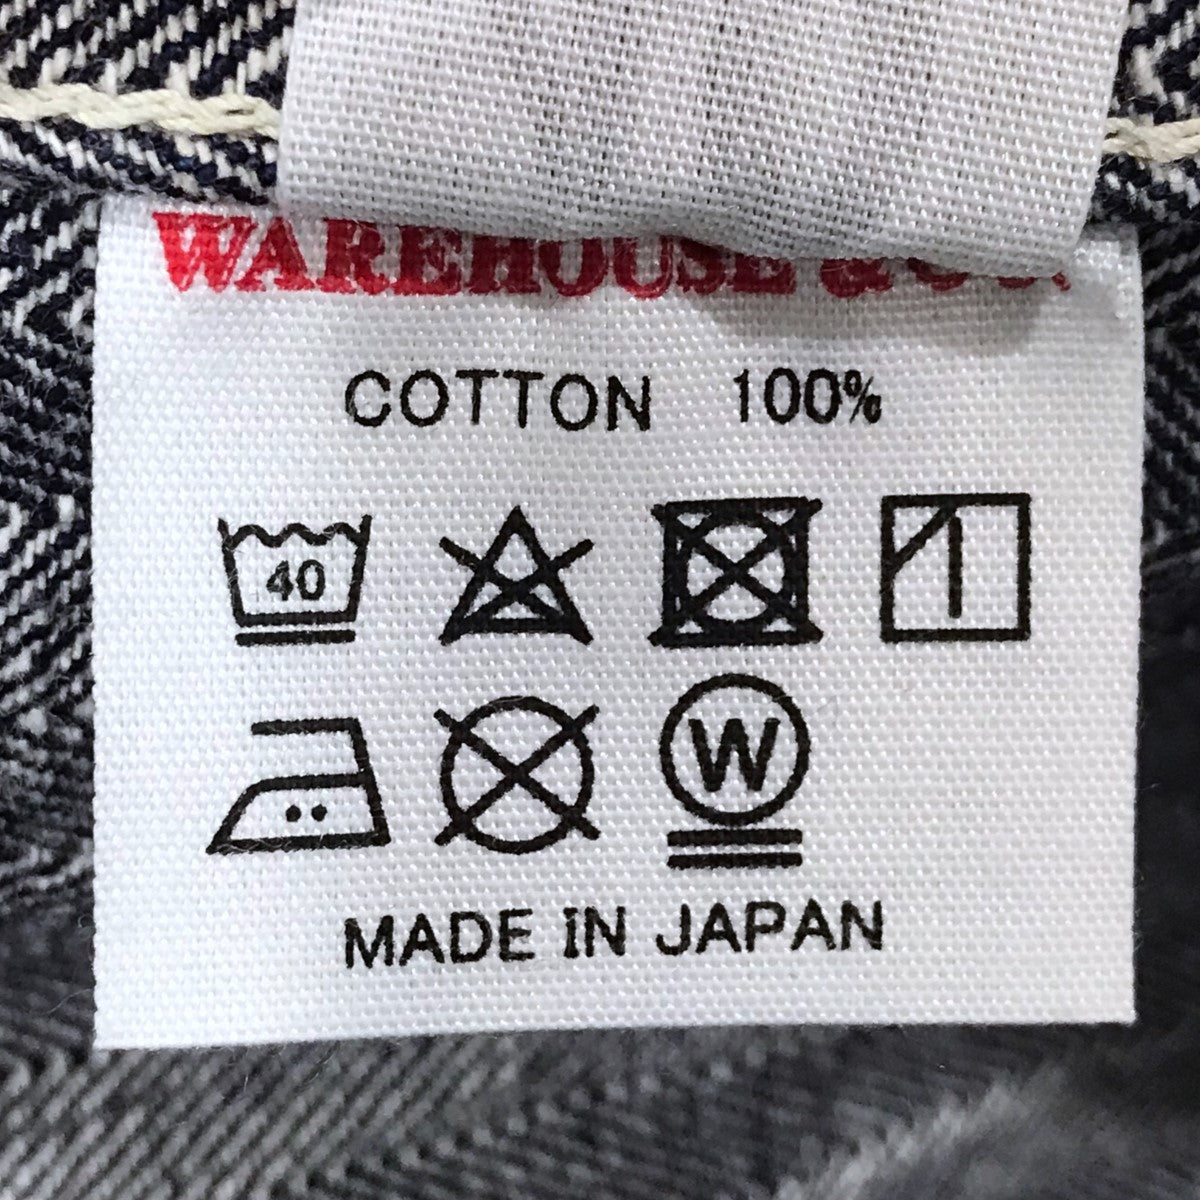 WAREHOUSE & CO.
COTTON 100%
40
W
MADE IN JAPAN